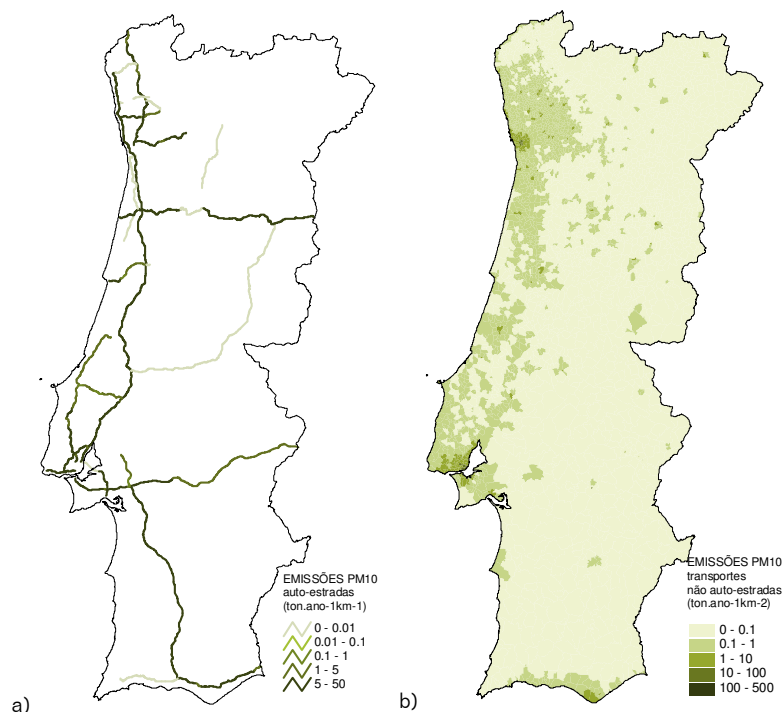 EMISSÕES PM10
auto-estradas
(ton.ano-1km-1)
0 - 0.01
0.01 - 0.1
0.1 - 1
1 - 5
5 - 50
a)
EMISSÕES PM10
transportes
não auto-estradas
(ton.ano-1km-2)
0 - 0.1
0.1 - 1
1 - 10
10 - 100
100 - 500
b)